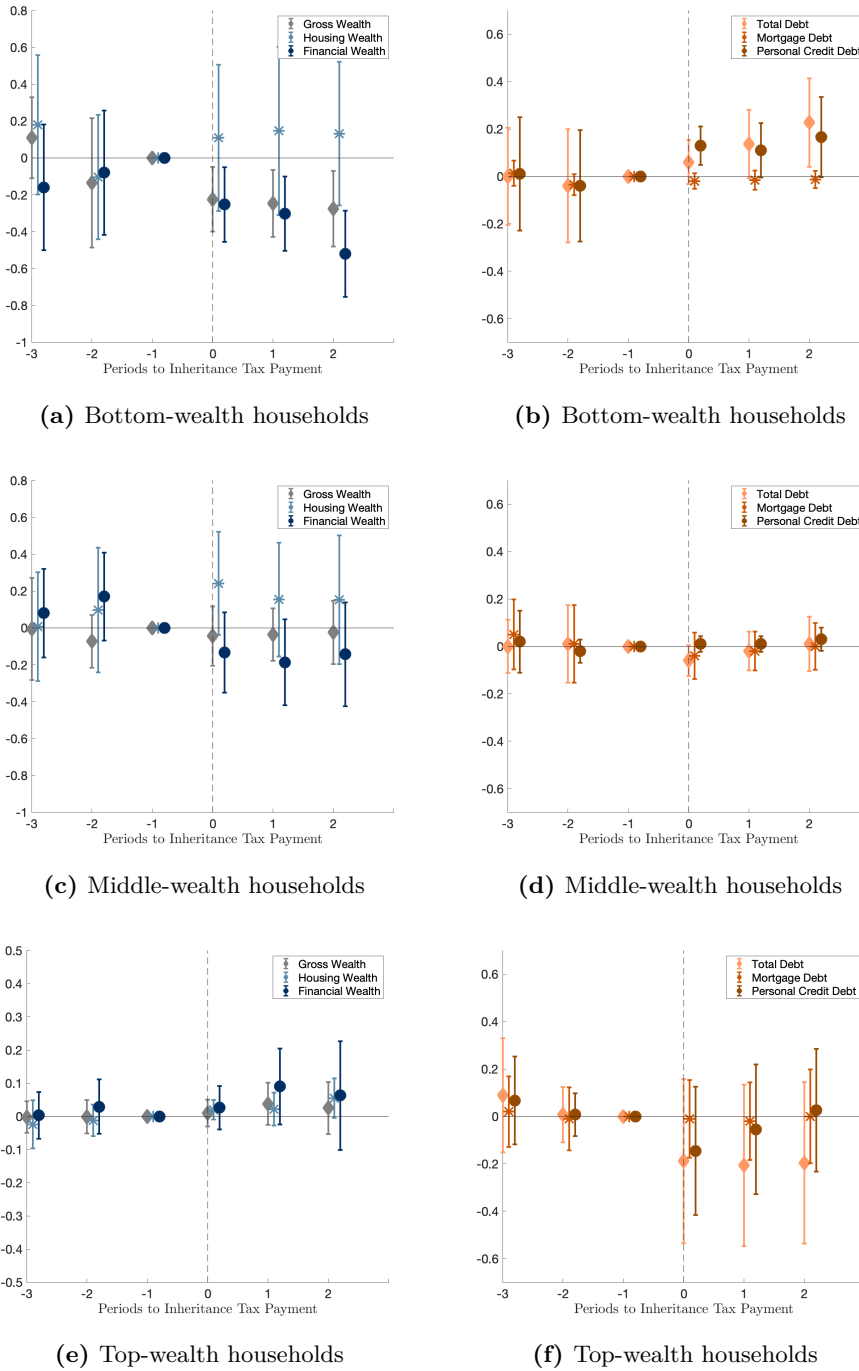 0.8
0.6
0.4
0.2
0
-0.2
-0.4
-0.6
-0.8
-1
Gross Wealth
Housing Wealth
Financial Wealth
-3 -2 -1 0 1 2
Periods to Inheritance Tax Payment
(a) Bottom-wealth households
0.6
0.4
0.2
0
-0.2
-0.4
-0.6
Total Debt
Mortgage Debt
Personal Credit Debt
-3 -2 -1 0 1 2
Periods to Inheritance Tax Payment
(b) Bottom-wealth households
0.8
0.6
0.4
0.2
0
-0.2
-0.4
-0.6
-0.8
-1
Gross Wealth
Housing Wealth
Financial Wealth
-3 -2 -1 0 1 2
Periods to Inheritance Tax Payment
(c) Middle-wealth households
0.6
0.4
0.2
0
-0.2
-0.4
-0.6
Total Debt
Mortgage Debt
Personal Credit Debt
-3 -2 -1 0 1 2
Periods to Inheritance Tax Payment
(d) Middle-wealth households
0.5
0.4
0.3
0.2
0.1
0
-0.1
-0.2
-0.3
-0.4
-0.5
Gross Wealth
Housing Wealth
Financial Wealth
-3 -2 -1 0 1 2
Periods to Inheritance Tax Payment
(e) Top-wealth households
0.6
0.4
0.2
0
-0.2
-0.4
-0.6
Total Debt
Mortgage Debt
Personal Credit Debt
-3 -2 -1 0 1 2
Periods to Inheritance Tax Payment
(f) Top-wealth households